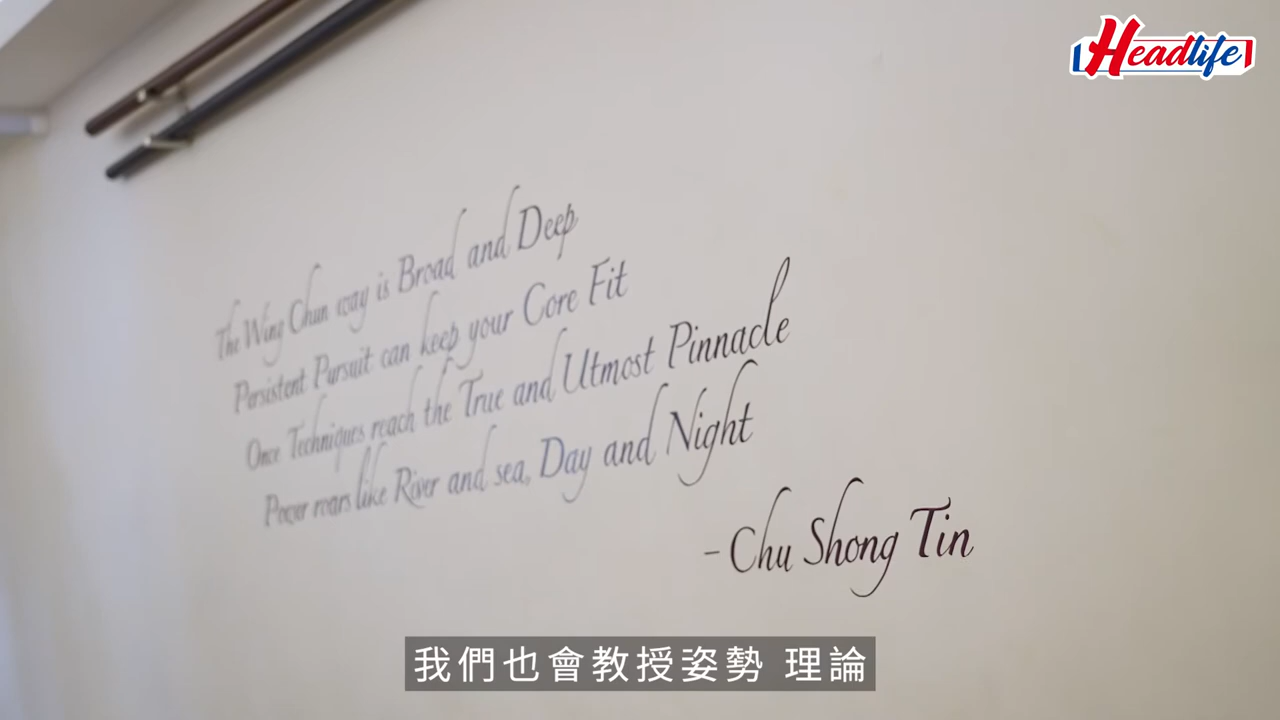 Headlife
The Wing Chun way is Broad and Deep
Persistent Pursuit can keep your Core Fit
Once Techniques reach the True and Utmost Pinnacle
Power roars like River and sea, Day and Night
- Chu Shong Tin
我們也會教授姿勢 理論